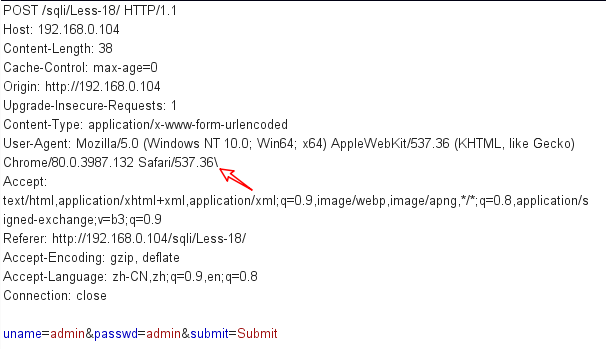 POST /sqli/Less-18/ HTTP/1.1
Host: 192.168.0.104
Content-Length: 38
Cache-Control: max-age=0
Origin: http://192.168.0.104
Upgrade-Insecure-Requests: 1
Content-Type: application/x-www-form-urlencoded
User-Agent: Mozilla/5.0 (Windows NT 10.0; Win64; x64) AppleWebKit/537.36 (KHTML, like Gecko)
Chrome/80.0.3987.132 Safari/537.36\
Accept:
text/html,application/xhtml+xml,application/xml;q=0.9,image/webp,image/apng,*/*;q=0.8,application/s
igned-exchange;v=b3;q=0.9
Referer: http://192.168.0.104/sqli/Less-18/
Accept-Encoding: gzip, deflate
Accept-Language: zh-CN,zh;q=0.9,en;q=0.8
Connection: close
uname=admin&passwd=admin&submit=Submit